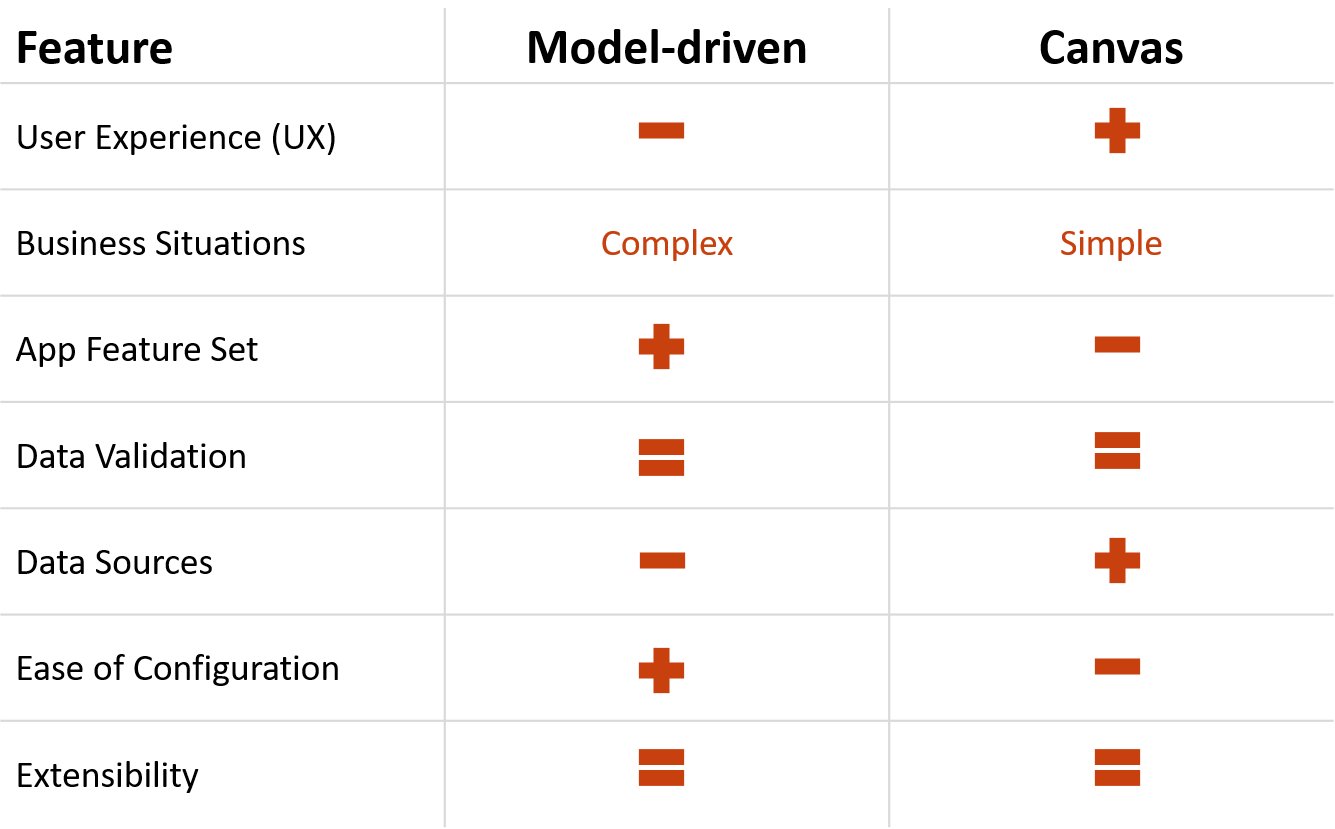 Feature Model-driven Canvas
User Experience (UX) − +
Business Situations Complex Simple
App Feature Set + −
Data Validation = =
Data Sources − +
Ease of Configuration + −
Extensibility = =